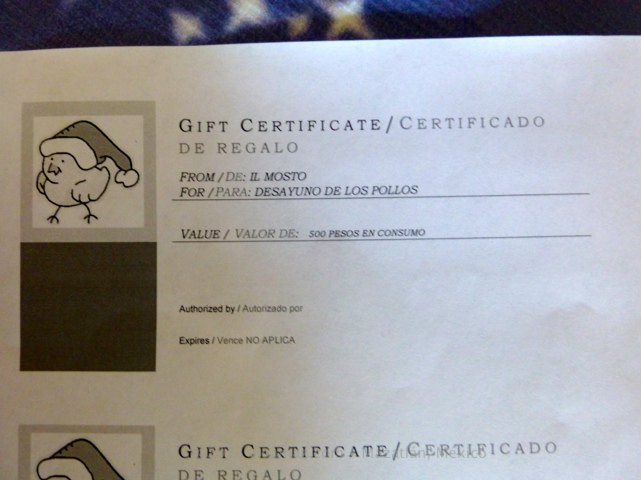 GIFT CERTIFICATE/CERTIFICADO
DE REGALO
FROM / DE: IL MOSTO
FOR / PARA: DESAYUNO DE LOS POLLOS
VALUE / VALOR DE: 500 PESOS EN CONSUMO
Authorized by / Autorizado por
Expires / Vence NO APLICA
GIFT CERTIFICATE/CERTIFICADO
DE REGALO